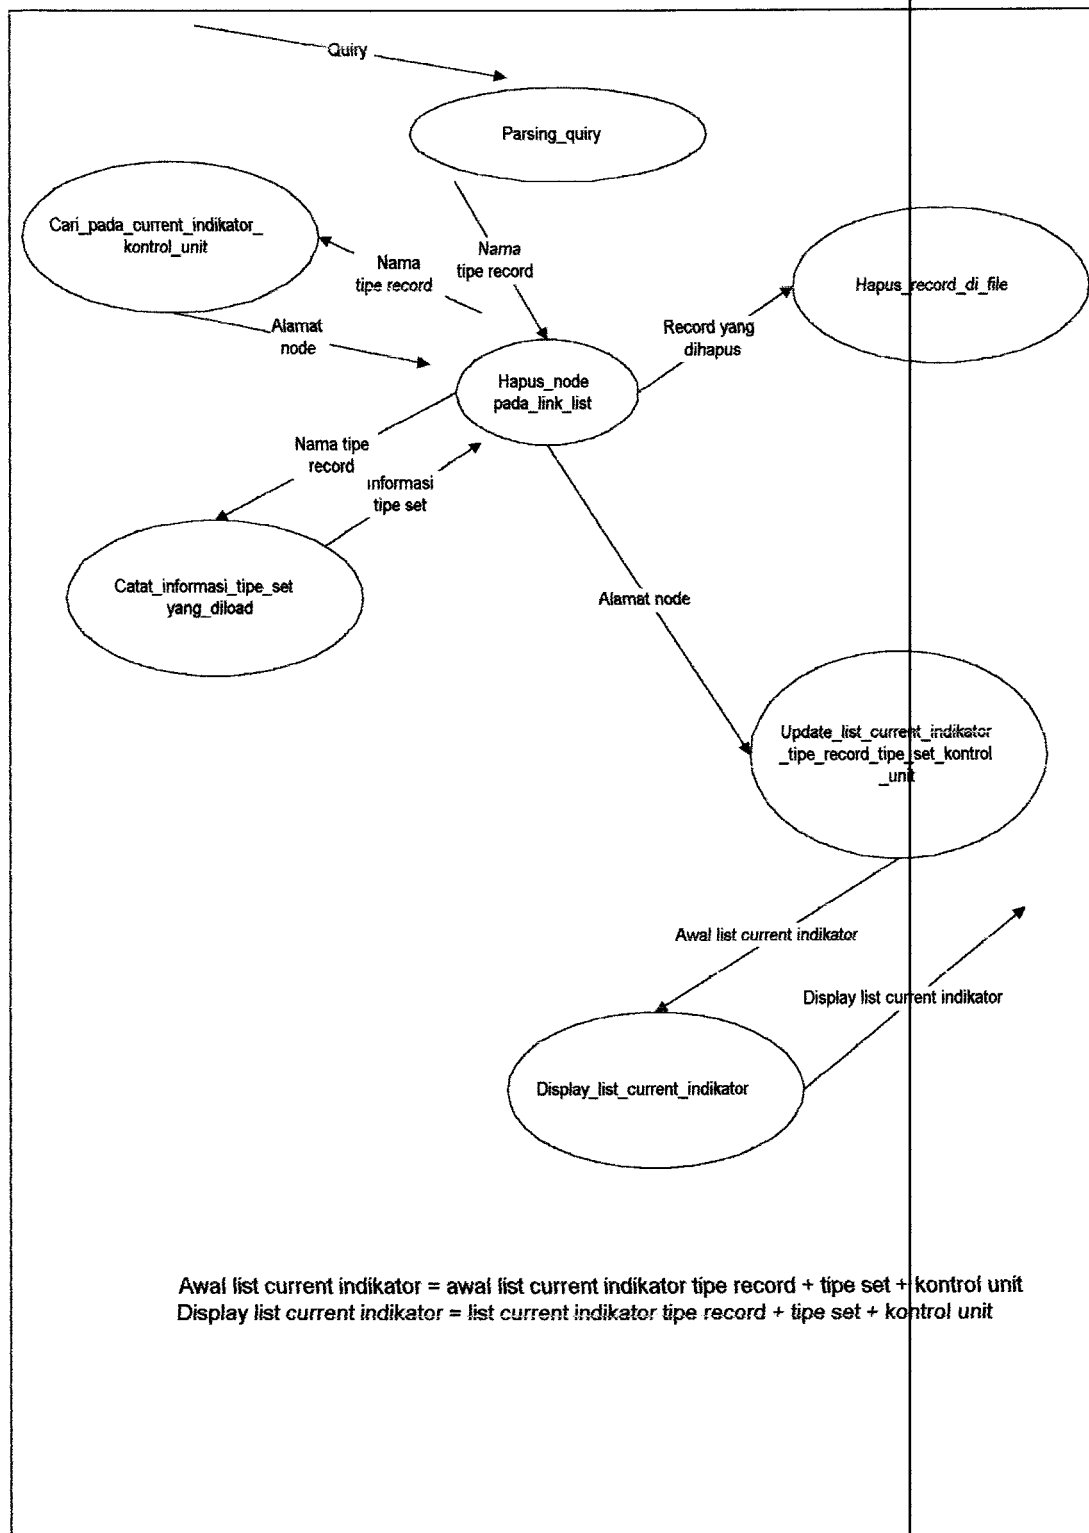 Quiry
Parsing_quiry
Cari_pada_current_indikator_
kontrol_unit
Nama
tipe record
Nama
tipe record
Hapus_record_di_file
Alamat
node
Record yang
dihapus
Hapus_node
pada_link_list
Nama tipe
record
Informasi
tipe set
Catat_informasi_tipe_set
yang_diload
Alamat node
Update_list_current_indikator
_tipe_record_tipe_set_kontrol
_unit
Awal list current indikator
Display list current indikator
Display_list_current_indikator
Awal list current indikator = awal list current indikator tipe record + tipe set + kontrol unit
Display list current indikator = list current indikator tipe record + tipe set + kontrol unit